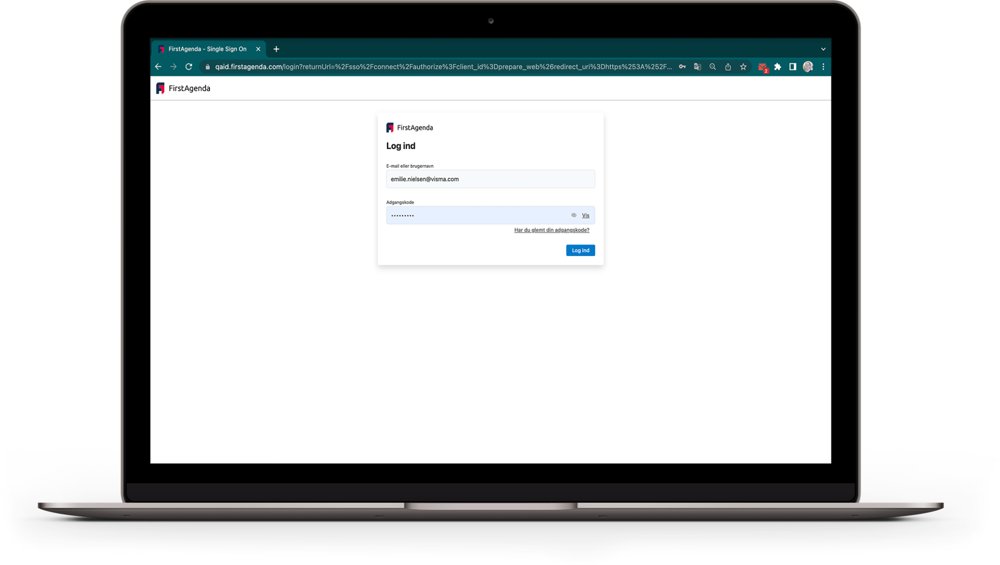 FirstAgenda - Single Sign On
qaid.firstagenda.com/login?returnUrl=%2Fsso%2Fconnect%2Fauthorize%3Fclient_id%3Dprepare_web%26redirect_uri%3Dhttps%253A%252F...
2
FirstAgenda
FirstAgenda
Log ind
E-mail eller brugernavn
emilie.nielsen@visma.com
Adgangskode
•••••••••
Vis
Har du glemt din adgangskode?
Log ind